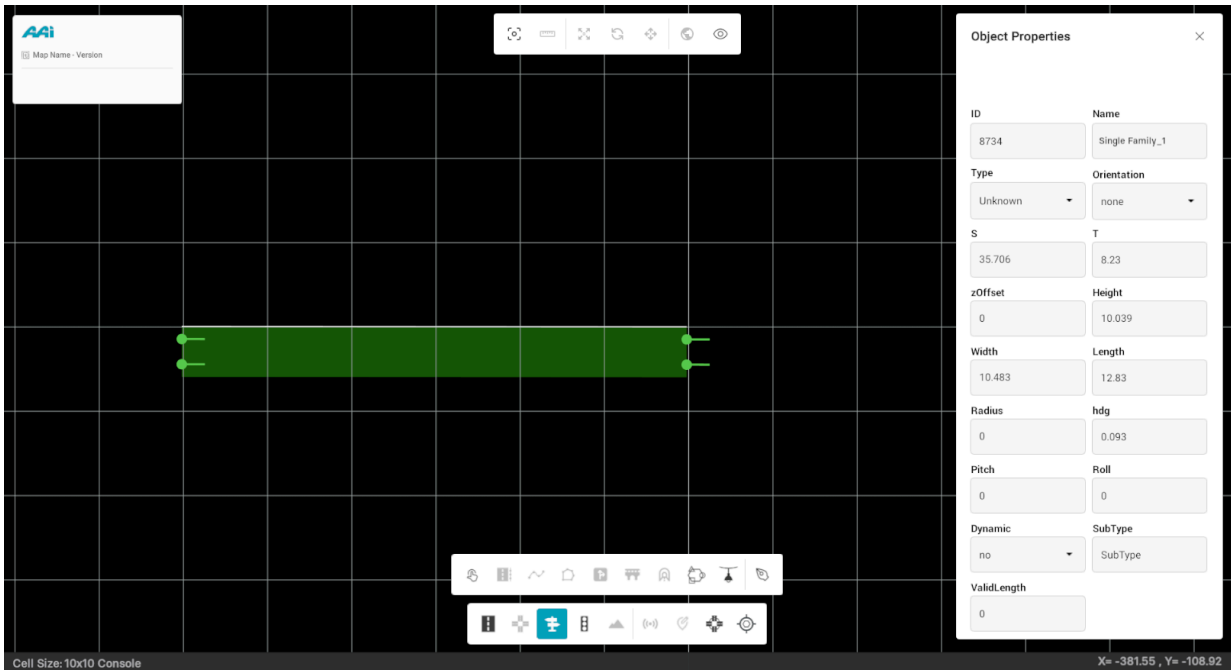 AAi
Map Name - Version
Object Properties
ID Name
8734 Single Family_1
Type Orientation
Unknown none
S T
35.706 8.23
zOffset Height
0 10.039
Width Length
10.483 12.83
Radius hdg
0 0.093
Pitch Roll
0 0
Dynamic SubType
no SubType
ValidLength
0
Cell Size: 10x10 Console X= -381.55 , Y= -108.92